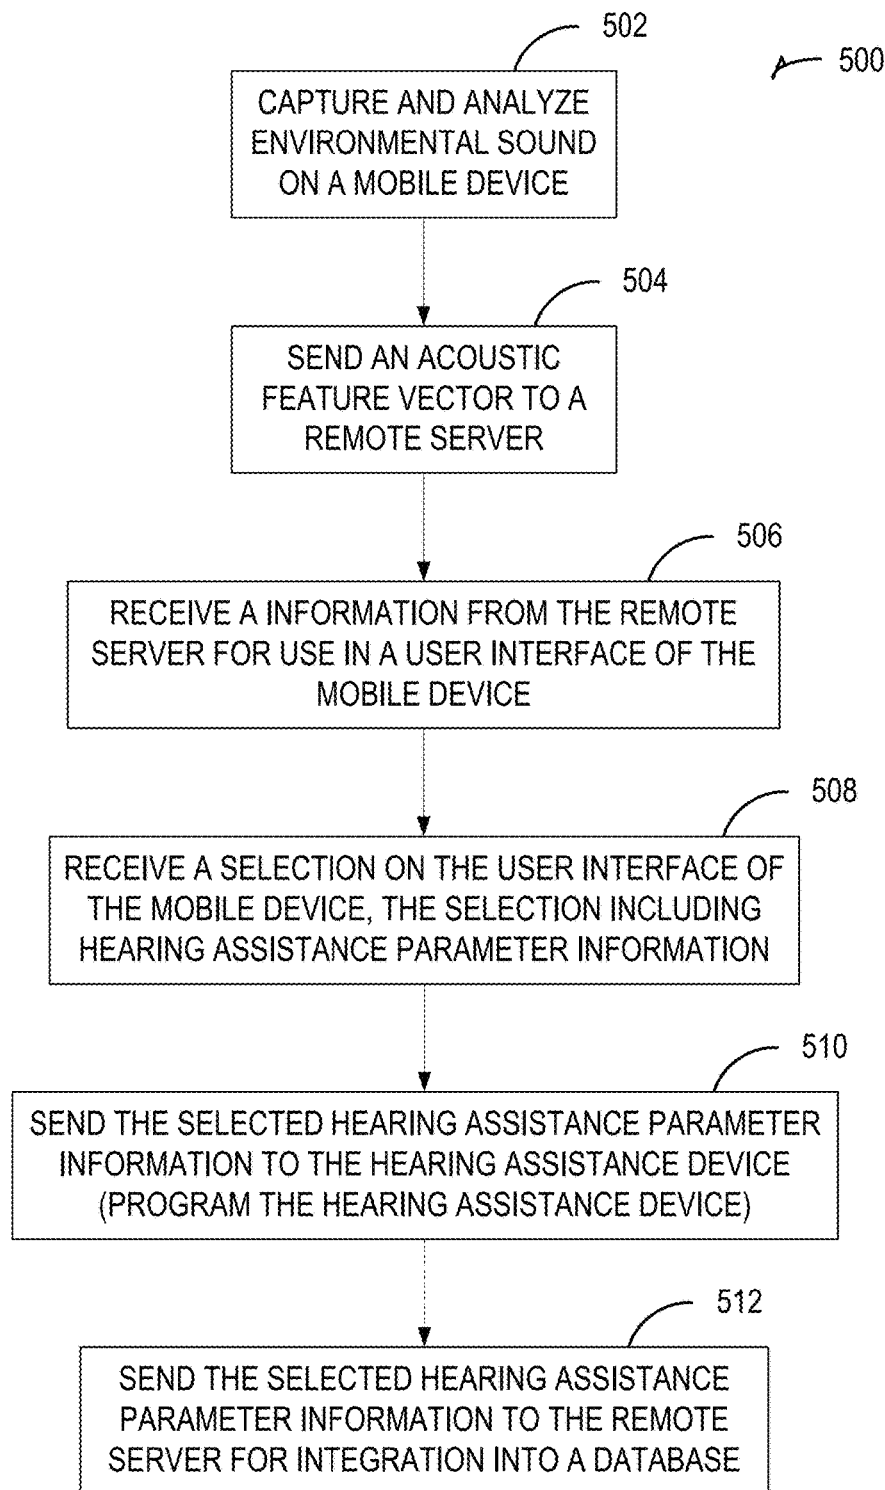 502
500
CAPTURE AND ANALYZE
ENVIRONMENTAL SOUND
ON A MOBILE DEVICE
504
SEND AN ACOUSTIC
FEATURE VECTOR TO A
REMOTE SERVER
506
RECEIVE A INFORMATION FROM THE REMOTE
SERVER FOR USE IN A USER INTERFACE OF THE
MOBILE DEVICE
508
RECEIVE A SELECTION ON THE USER INTERFACE OF
THE MOBILE DEVICE, THE SELECTION INCLUDING
HEARING ASSISTANCE PARAMETER INFORMATION
510
SEND THE SELECTED HEARING ASSISTANCE PARAMETER
INFORMATION TO THE HEARING ASSISTANCE DEVICE
(PROGRAM THE HEARING ASSISTANCE DEVICE)
512
SEND THE SELECTED HEARING ASSISTANCE
PARAMETER INFORMATION TO THE REMOTE
SERVER FOR INTEGRATION INTO A DATABASE